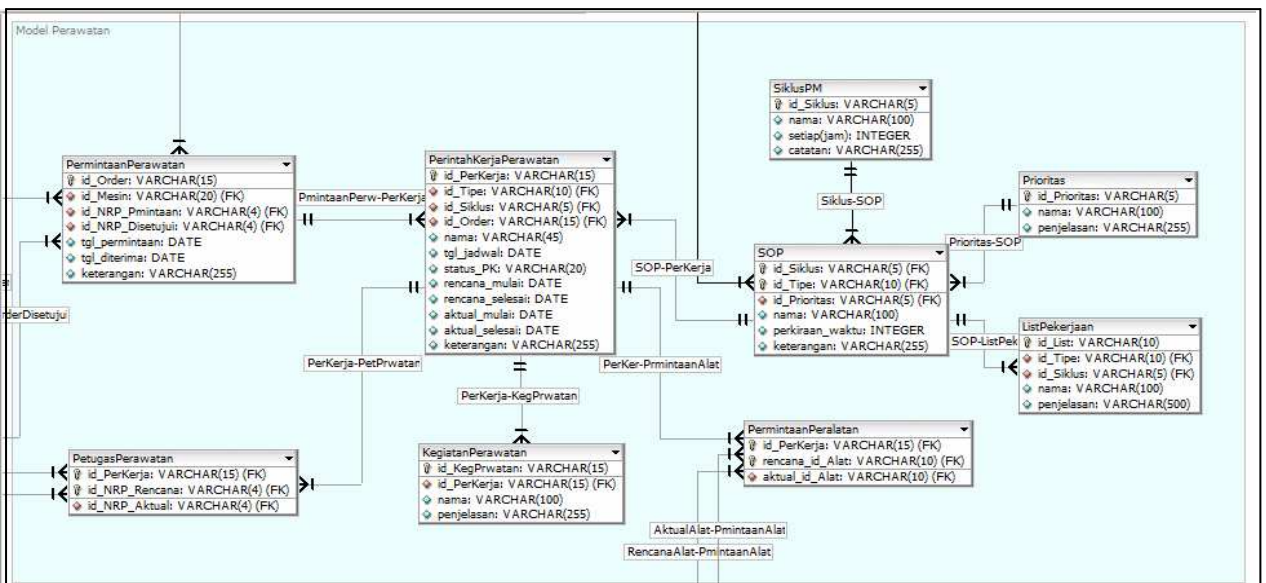 Model Perawatan
SiklusPM
id_Siklus: VARCHAR(5)
nama: VARCHAR(100)
setiap(jam): INTEGER
catatan: VARCHAR(255)
Siklus-SOP
PermintaanPerawatan
id_Order: VARCHAR(15)
id_Mesin: VARCHAR(20) (FK)
id_NRP_Pmintaan: VARCHAR(4) (FK)
id_NRP_Disetujui: VARCHAR(4) (FK)
tgl_permintaan: DATE
tgl_diterima: DATE
keterangan: VARCHAR(255)
PmintaanPerw-PerKerja
PerintahKerjaPerawatan
id_PerKerja: VARCHAR(15)
id_Tipe: VARCHAR(10) (FK)
id_Siklus: VARCHAR(5) (FK)
id_Order: VARCHAR(15) (FK)
nama: VARCHAR(45)
tgl_jadwal: DATE
status_PK: VARCHAR(20)
rencana_mulai: DATE
rencana_selesai: DATE
aktual_mulai: DATE
aktual_selesai: DATE
keterangan: VARCHAR(255)
SOP-PerKerja
Prioritas
id_Prioritas: VARCHAR(5)
nama: VARCHAR(100)
penjelasan: VARCHAR(255)
Prioritas-SOP
SOP
id_Siklus: VARCHAR(5) (FK)
id_Tipe: VARCHAR(10) (FK)
id_Prioritas: VARCHAR(5) (FK)
nama: VARCHAR(100)
perkiraan_waktu: INTEGER
keterangan: VARCHAR(255)
SOP-ListPek
ListPekerjaan
id_List: VARCHAR(10)
id_Tipe: VARCHAR(10) (FK)
id_Siklus: VARCHAR(5) (FK)
nama: VARCHAR(100)
penjelasan: VARCHAR(500)
derDisetujui
PerKerja-PetPrwatan
PerKer-PrmintaanAlat
PerKerja-KegPrwatan
PetugasPerawatan
id_PerKerja: VARCHAR(15) (FK)
id_NRP_Rencana: VARCHAR(4) (FK)
id_NRP_Aktual: VARCHAR(4) (FK)
KegiatanPerawatan
id_KegPrwatan: VARCHAR(15)
id_PerKerja: VARCHAR(15) (FK)
nama: VARCHAR(100)
penjelasan: VARCHAR(255)
PermintaanPeralatan
id_PerKerja: VARCHAR(15) (FK)
rencana_id_Alat: VARCHAR(10) (FK)
aktual_id_Alat: VARCHAR(10) (FK)
AktualAlat-PmintaanAlat
RencanaAlat-PmintaanAlat